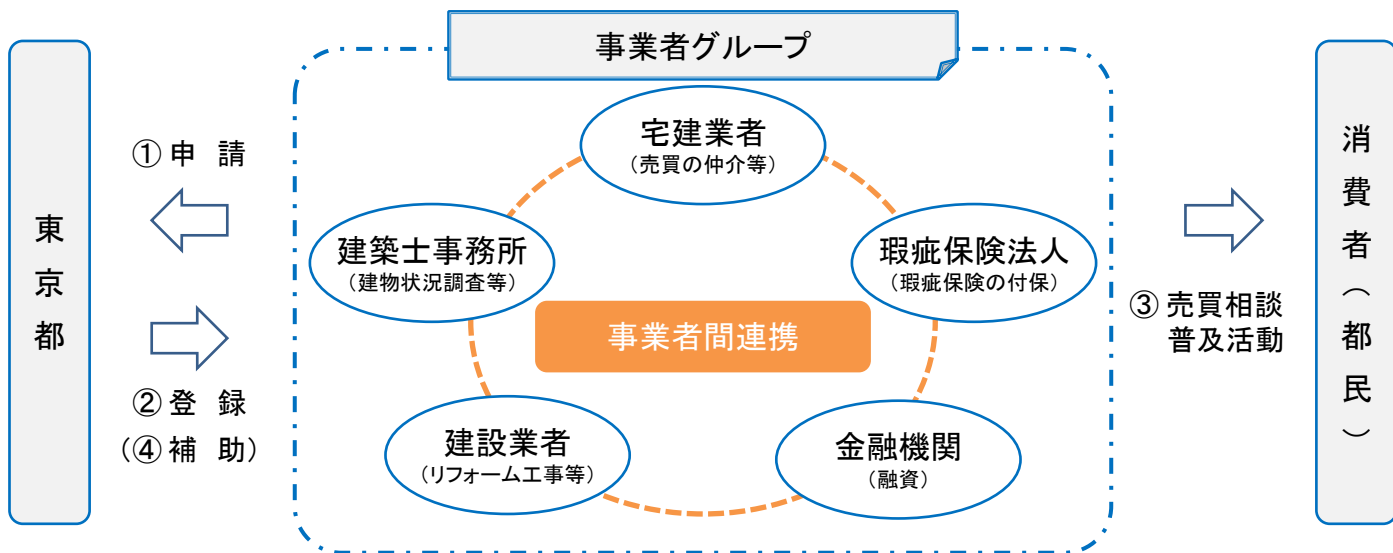 事業者グループ
東京都
① 申　請
② 登　録
(④ 補　助)
宅建業者
(売買の仲介等)
建築士事務所
(建物状況調査等)
瑕疵保険法人
(瑕疵保険の付保)
事業者間連携
建設業者
(リフォーム工事等)
金融機関
(融資)
③ 売買相談
普及活動
消費者(都民)